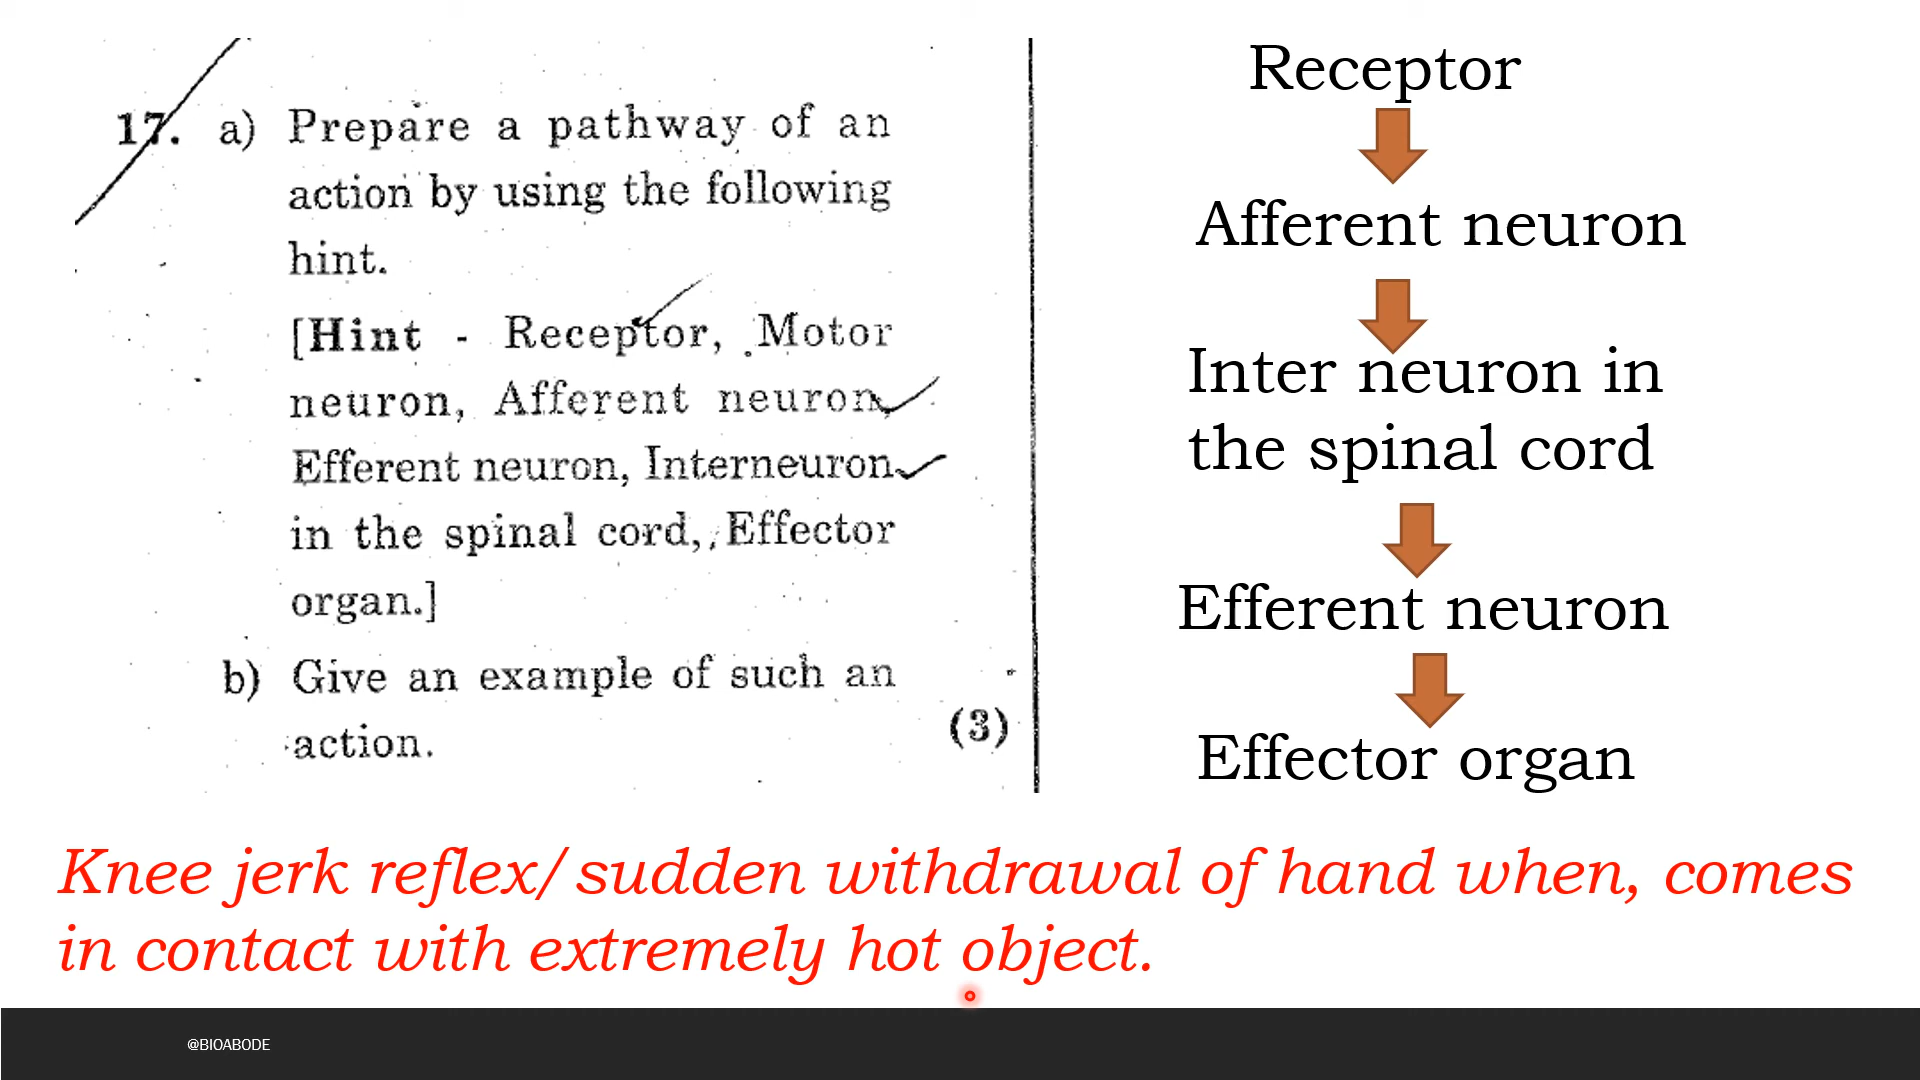 17. a) Prepare a pathway of an
action by using the following
hint.
[Hint - Receptor, Motor
neuron, Afferent neuron,
Efferent neuron, Interneuron
in the spinal cord, Effector
organ.]
b) Give an example of such an
action.
(3)
Receptor
Afferent neuron
Inter neuron in
the spinal cord
Efferent neuron
Effector organ
Knee jerk reflex/sudden withdrawal of hand when, comes
in contact with extremely hot object.
@BIOABODE